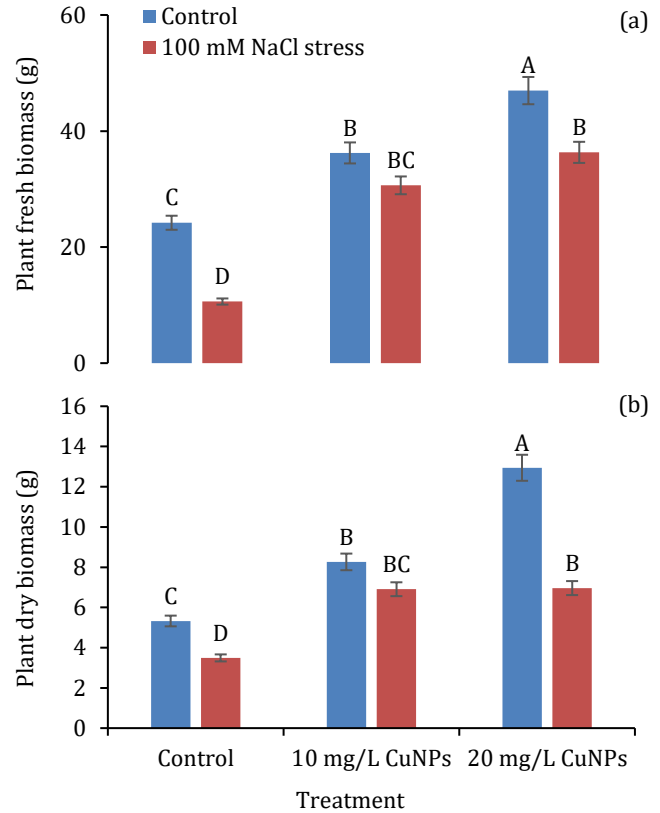 60
Control
100 mM NaCl stress
(a)
A
B
B
BC
C
D
40
20
0
Plant fresh biomass (g)
16
(b)
14
A
12
10
B
BC
B
8
C
6
D
4
2
0
Plant dry biomass (g)
Control
10 mg/L CuNPs
20 mg/L CuNPs
Treatment